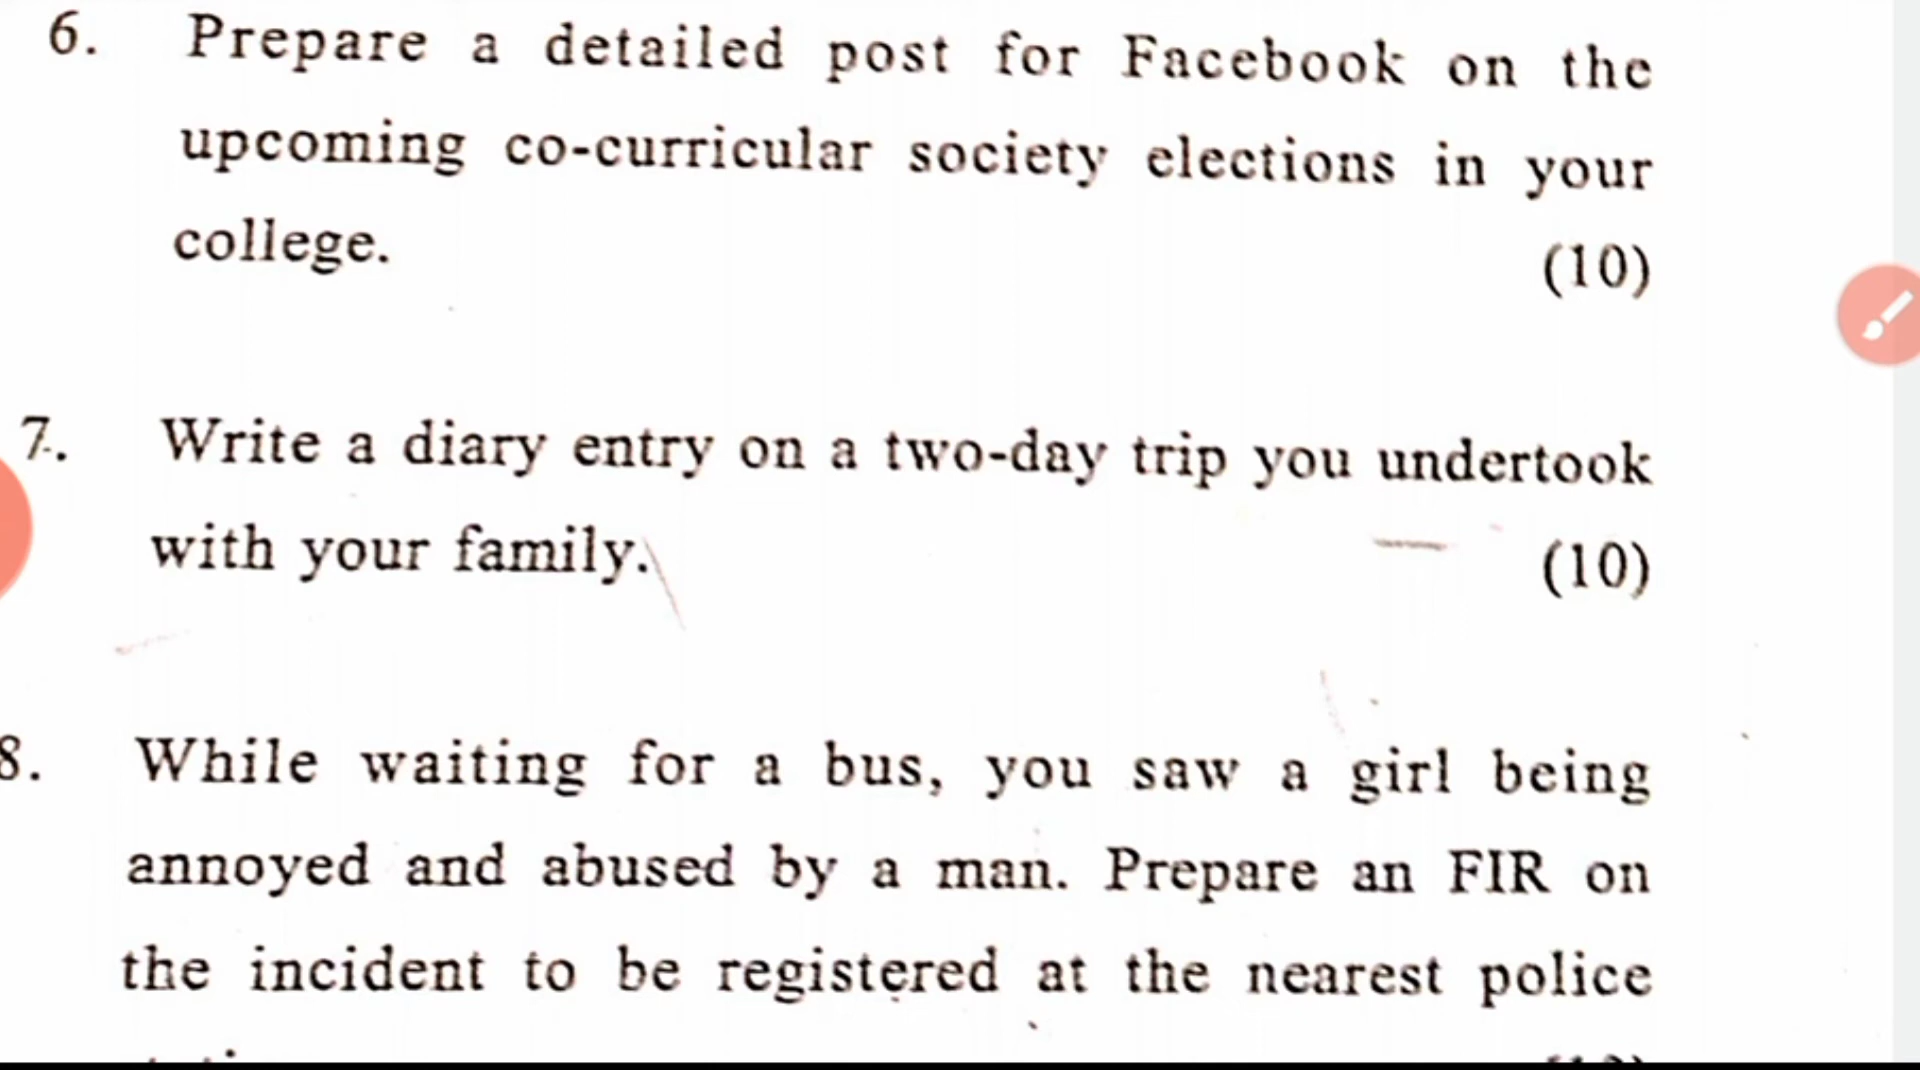 6. Prepare a detailed post for Facebook on the
upcoming co-curricular society elections in your
college. (10)
7. Write a diary entry on a two-day trip you undertook
with your family. (10)
8. While waiting for a bus, you saw a girl being
annoyed and abused by a man. Prepare an FIR on
the incident to be registered at the nearest police